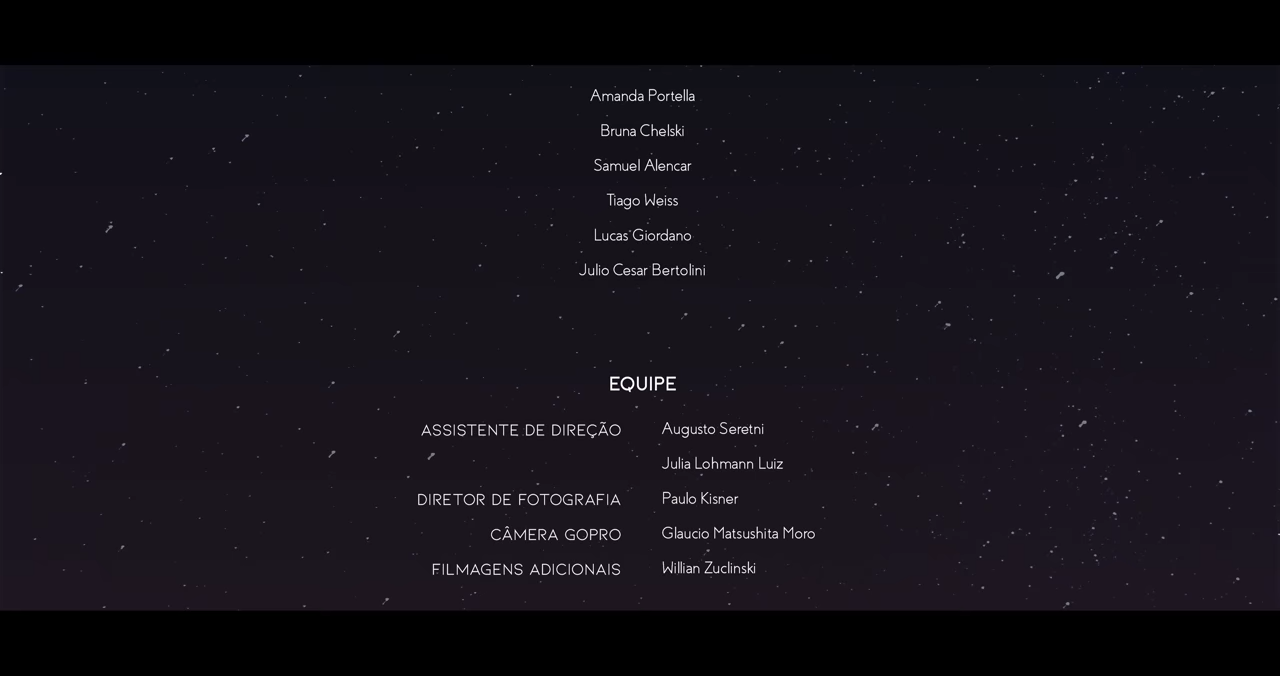 Amanda Portella
Bruna Chelski
Samuel Alencar
Tiago Weiss
Lucas Giordano
Julio Cesar Bertolini
EQUIPE
ASSISTENTE DE DIREÇÃO Augusto Seretni
Julia Lohmann Luiz
DIRETOR DE FOTOGRAFIA Paulo Kisner
CÂMERA GOPRO Glaucio Matsushita Moro
FILMAGENS ADICIONAIS Willian Zuclinski